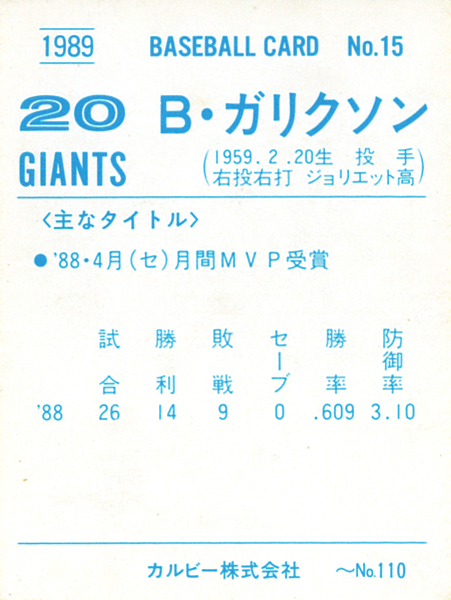 1989 BASEBALL CARD No.15
20 B・ガリクソン
GIANTS (1959.2.20生 投手
右投右打 ジョリエット高)
〈主なタイトル〉
●'88・4月(セ)月間MVP受賞
試合 勝利 敗戦 セーブ 勝率 防御率
'88 26 14 9 0 .609 3.10
カルビー株式会社 〜No.110